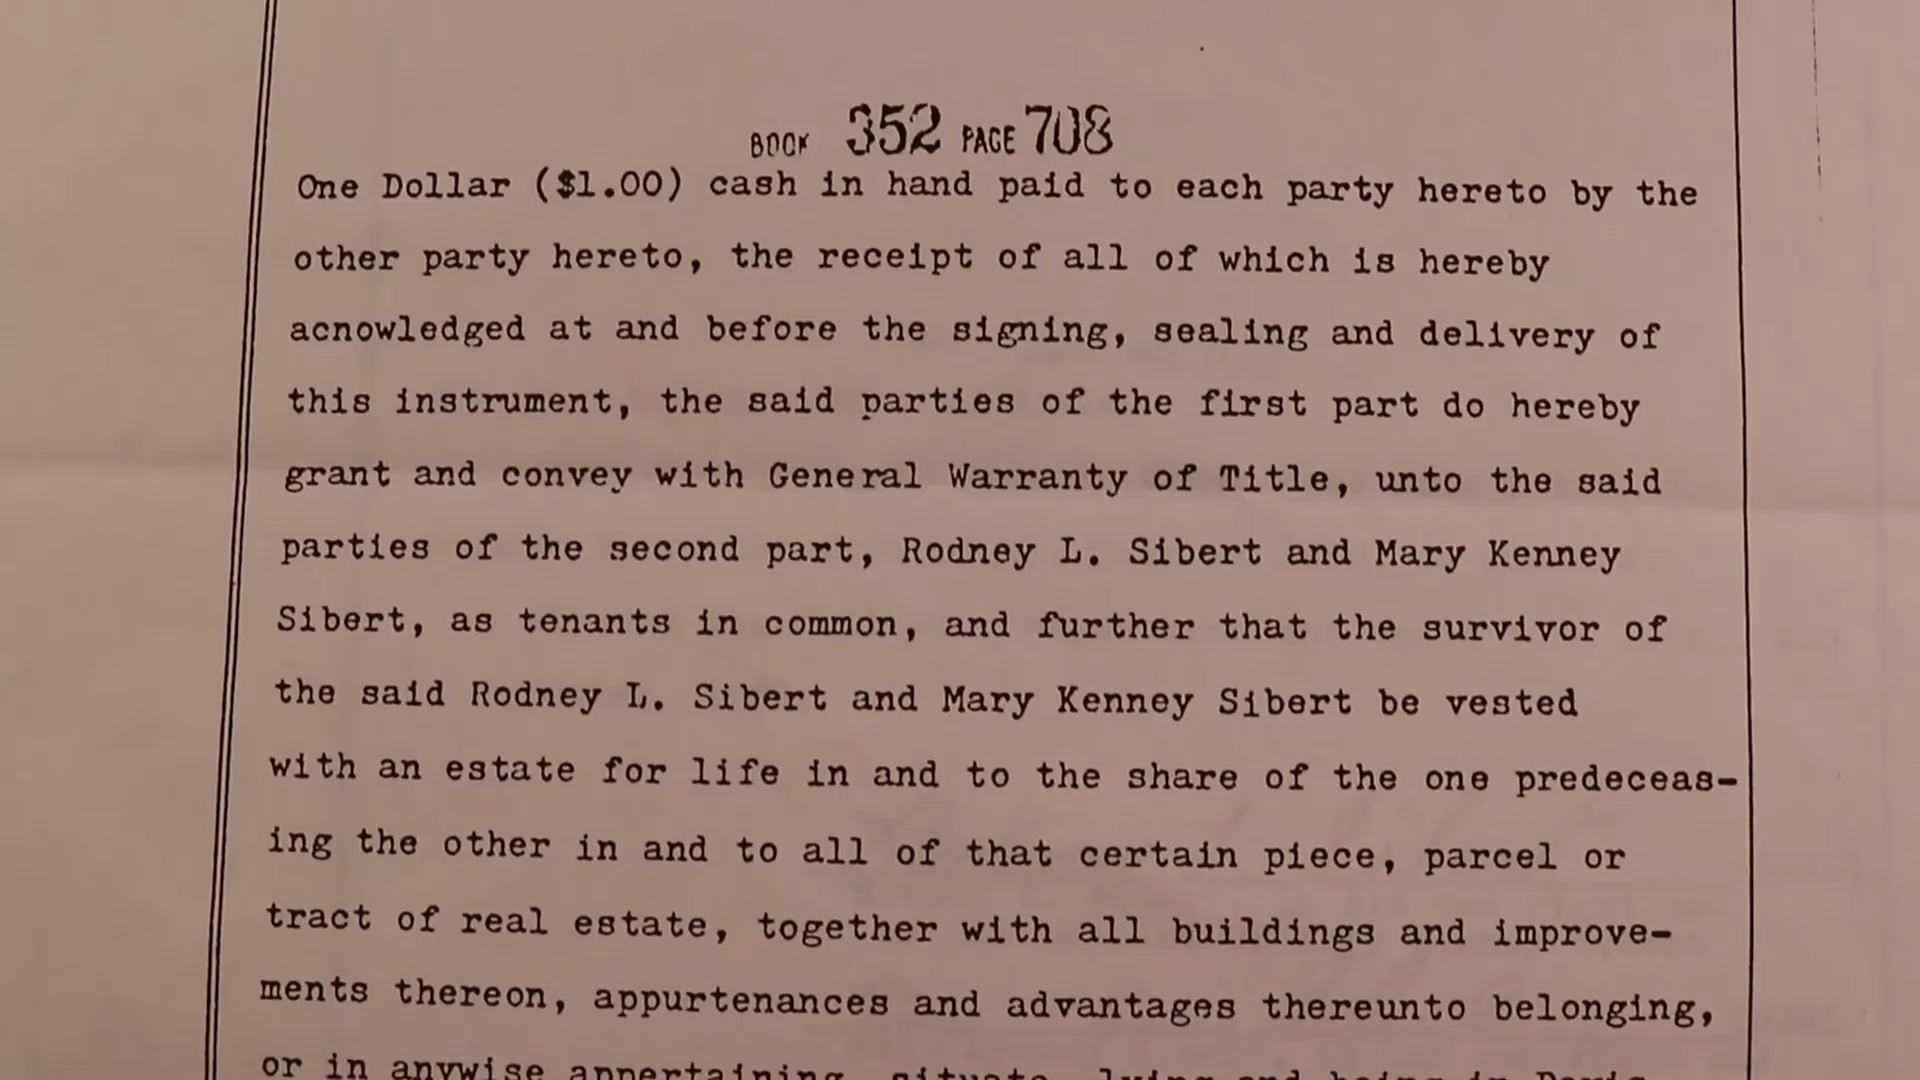 BOOK 352 PAGE 708
One Dollar ($1.00) cash in hand paid to each party hereto by the
other party hereto, the receipt of all of which is hereby
acnowledged at and before the signing, sealing and delivery of
this instrument, the said parties of the first part do hereby
grant and convey with General Warranty of Title, unto the said
parties of the second part, Rodney L. Sibert and Mary Kenney
Sibert, as tenants in common, and further that the survivor of
the said Rodney L. Sibert and Mary Kenney Sibert be vested
with an estate for life in and to the share of the one predeceas-
ing the other in and to all of that certain piece, parcel or
tract of real estate, together with all buildings and improve-
ments thereon, appurtenances and advantages thereunto belonging,
or in anywise appertaining, situate, lying and being in Davis